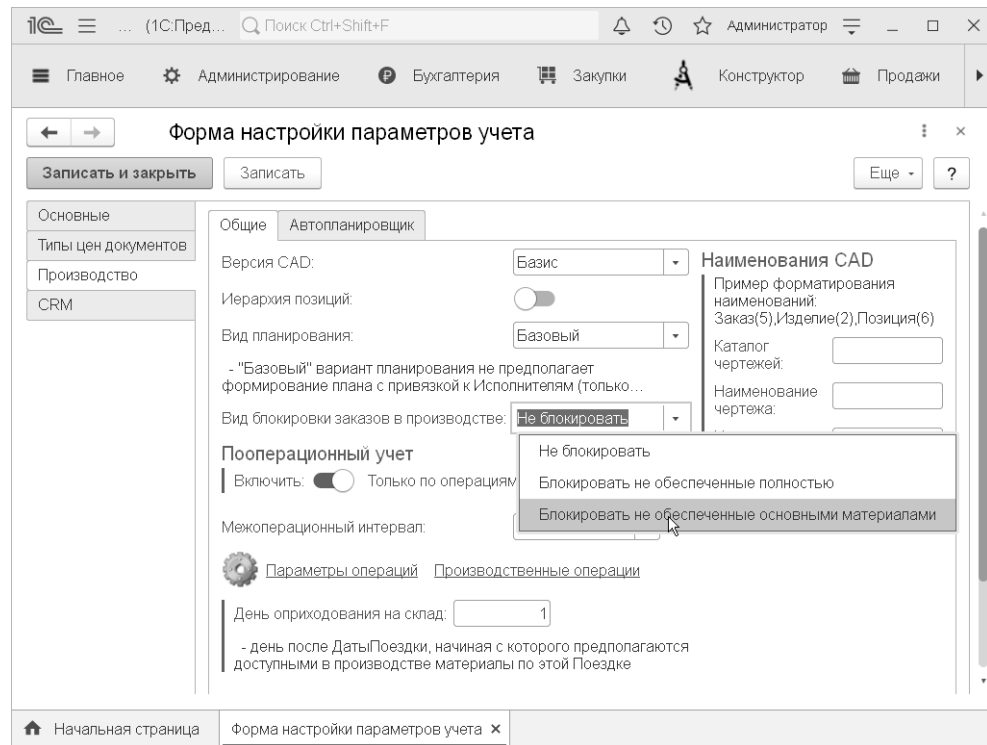 1С ... (1С:Пред... Поиск Ctrl+Shift+F Администратор
Главное Администрирование Бухгалтерия Закупки Конструктор Продажи
Форма настройки параметров учета
Записать и закрыть Записать Еще ?
Основные
Типы цен документов
Производство
CRM
Общие Автопланировщик
Версия CAD: Базис
Иерархия позиций:
Вид планирования: Базовый
- "Базовый" вариант планирования не предполагает
формирование плана с привязкой к Исполнителям (только...
Вид блокировки заказов в производстве: Не блокировать
Не блокировать
Блокировать не обеспеченные полностью
Блокировать не обеспеченные основными материалами
Пооперационный учет
Включить: Только по операциям
Межоперационный интервал:
Параметры операций Производственные операции
День оприходования на склад: 1
- день после ДатыПоездки, начиная с которого предполагаются
доступными в производстве материалы по этой Поездке
Наименования CAD
Пример форматирования
наименований:
Заказ(5),Изделие(2),Позиция(6)
Каталог
чертежей:
Наименование
чертежа:
Начальная страница Форма настройки параметров учета ×